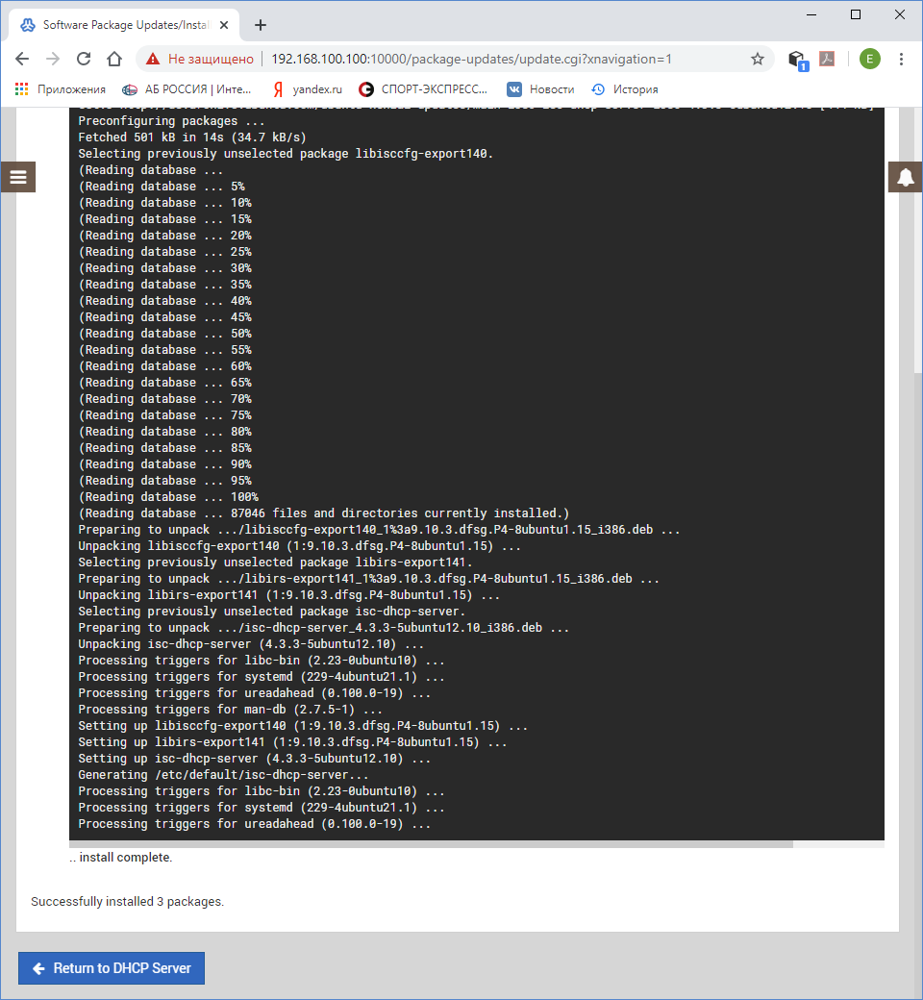 Software Package Updates/Instal
Не защищено
192.168.100.100:10000/package-updates/update.cgi?xnavigation=1
1
E
Приложения
АБ РОССИЯ | Инте...
yandex.ru
СПОРТ-ЭКСПРЕСС...
Новости
История
Preconfiguring packages ...
Fetched 501 kB in 14s (34.7 kB/s)
Selecting previously unselected package libisccfg-export140.
(Reading database ...
(Reading database ... 5%
(Reading database ... 10%
(Reading database ... 15%
(Reading database ... 20%
(Reading database ... 25%
(Reading database ... 30%
(Reading database ... 35%
(Reading database ... 40%
(Reading database ... 45%
(Reading database ... 50%
(Reading database ... 55%
(Reading database ... 60%
(Reading database ... 65%
(Reading database ... 70%
(Reading database ... 75%
(Reading database ... 80%
(Reading database ... 85%
(Reading database ... 90%
(Reading database ... 95%
(Reading database ... 100%
(Reading database ... 87046 files and directories currently installed.)
Preparing to unpack .../libisccfg-export140_1%3a9.10.3.dfsg.P4-8ubuntu1.15_i386.deb ...
Unpacking libisccfg-export140 (1:9.10.3.dfsg.P4-8ubuntu1.15) ...
Selecting previously unselected package libirs-export141.
Preparing to unpack .../libirs-export141_1%3a9.10.3.dfsg.P4-8ubuntu1.15_i386.deb ...
Unpacking libirs-export141 (1:9.10.3.dfsg.P4-8ubuntu1.15) ...
Selecting previously unselected package isc-dhcp-server.
Preparing to unpack .../isc-dhcp-server_4.3.3-5ubuntu12.10_i386.deb ...
Unpacking isc-dhcp-server (4.3.3-5ubuntu12.10) ...
Processing triggers for libc-bin (2.23-0ubuntu10) ...
Processing triggers for systemd (229-4ubuntu21.1) ...
Processing triggers for ureadahead (0.100.0-19) ...
Processing triggers for man-db (2.7.5-1) ...
Setting up libisccfg-export140 (1:9.10.3.dfsg.P4-8ubuntu1.15) ...
Setting up libirs-export141 (1:9.10.3.dfsg.P4-8ubuntu1.15) ...
Setting up isc-dhcp-server (4.3.3-5ubuntu12.10) ...
Generating /etc/default/isc-dhcp-server...
Processing triggers for libc-bin (2.23-0ubuntu10) ...
Processing triggers for systemd (229-4ubuntu21.1) ...
Processing triggers for ureadahead (0.100.0-19) ...
.. install complete.
Successfully installed 3 packages.
Return to DHCP Server